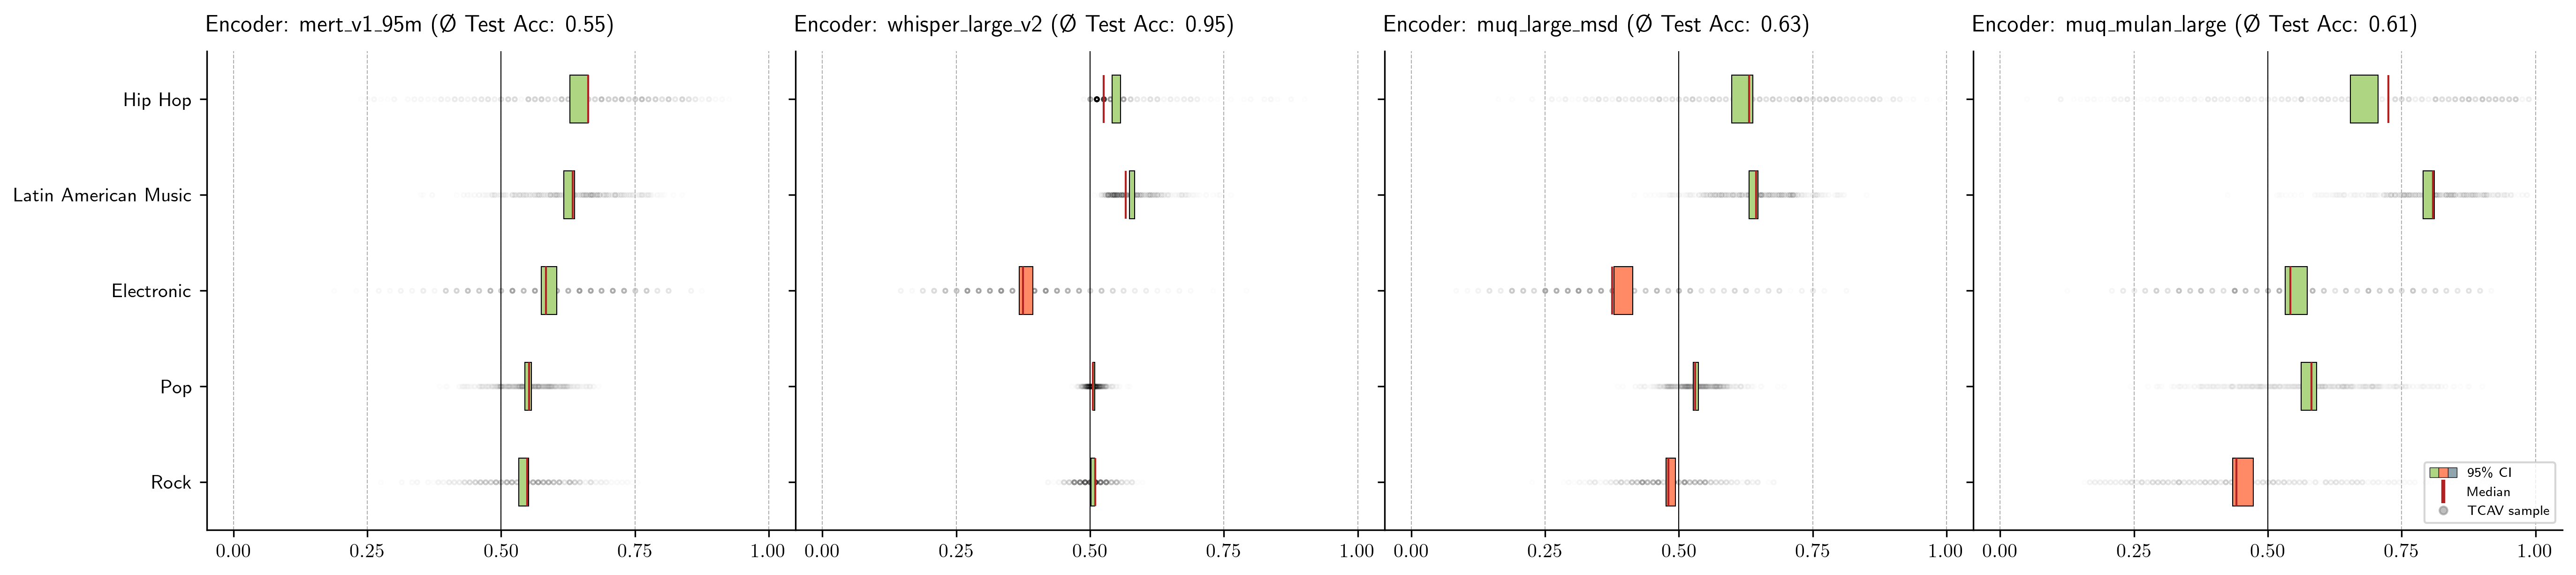 Encoder: mert_v1_95m (Ø Test Acc: 0.55)
Encoder: whisper_large_v2 (Ø Test Acc: 0.95)
Encoder: muq_large_msd (Ø Test Acc: 0.63)
Encoder: muq_mulan_large (Ø Test Acc: 0.61)
Hip Hop
Latin American Music
Electronic
Pop
Rock
95% CI
Median
TCAV sample
0.00 0.25 0.50 0.75 1.00
0.00 0.25 0.50 0.75 1.00
0.00 0.25 0.50 0.75 1.00
0.00 0.25 0.50 0.75 1.00